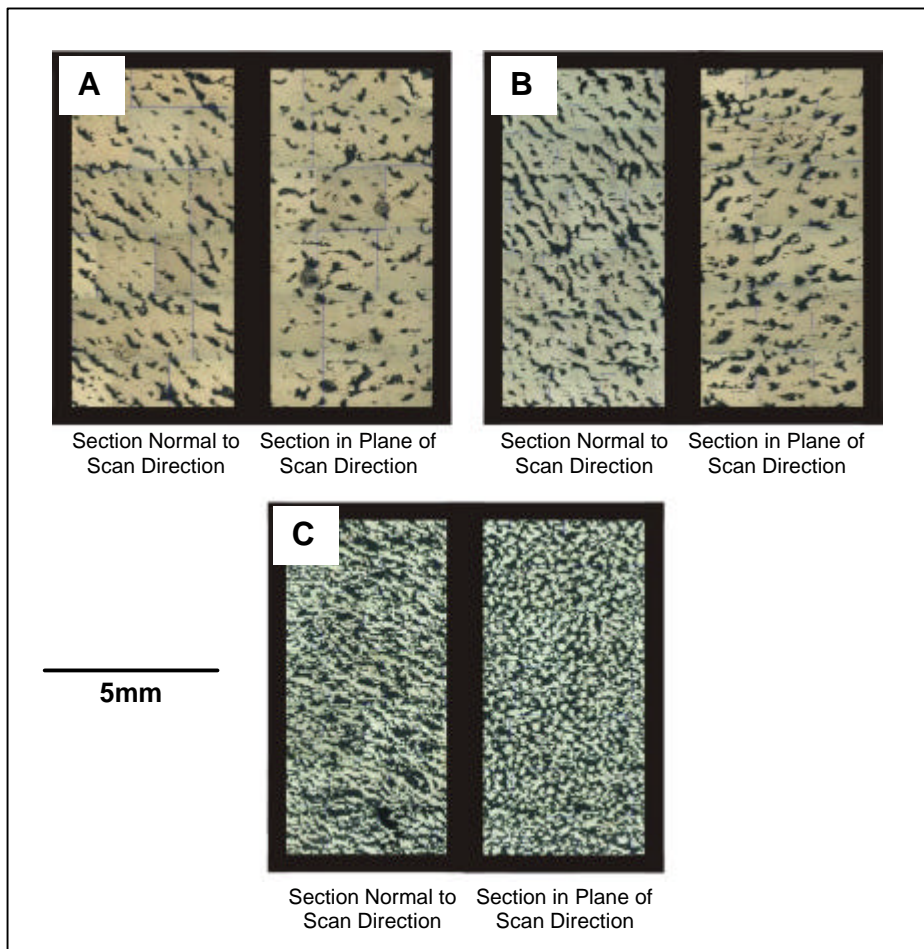 A
B
Section Normal to
Scan Direction
Section in Plane of
Scan Direction
Section Normal to
Scan Direction
Section in Plane of
Scan Direction
C
5mm
Section Normal to
Scan Direction
Section in Plane of
Scan Direction